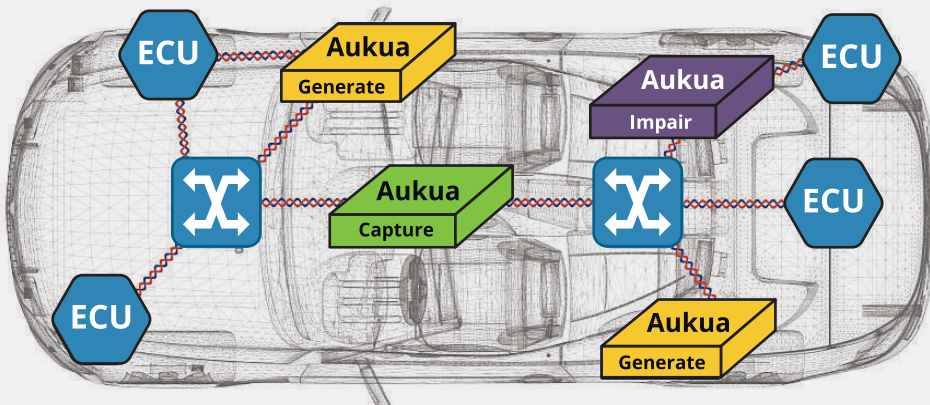 ECU
Aukua
Generate
Aukua
Impair
ECU
Aukua
Capture
ECU
ECU
Aukua
Generate